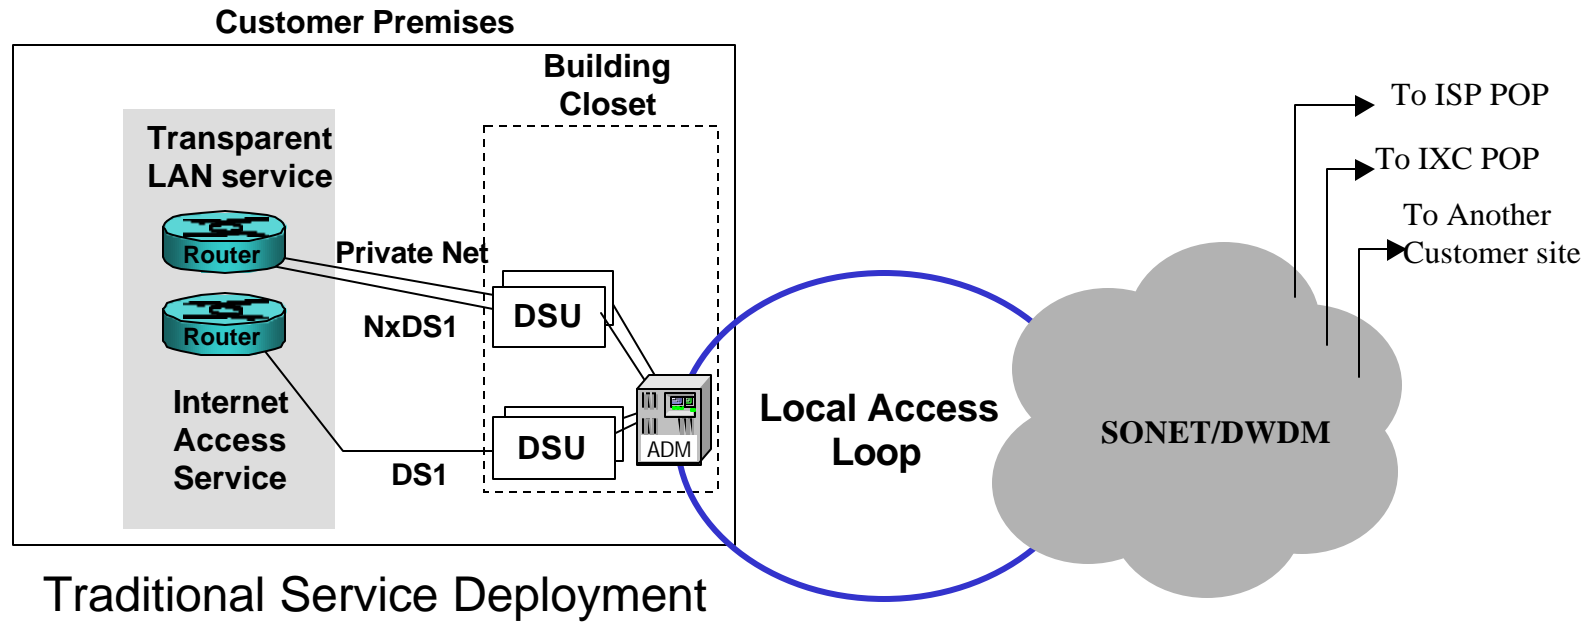 Customer Premises
Building
Closet
Transparent
LAN service
Router
Private Net
Router
NxDS1
DSU
Internet
Access
Service
DS1
DSU
ADM
Local Access
Loop
SONET/DWDM
To ISP POP
To IXC POP
To Another
Customer site
Traditional Service Deployment